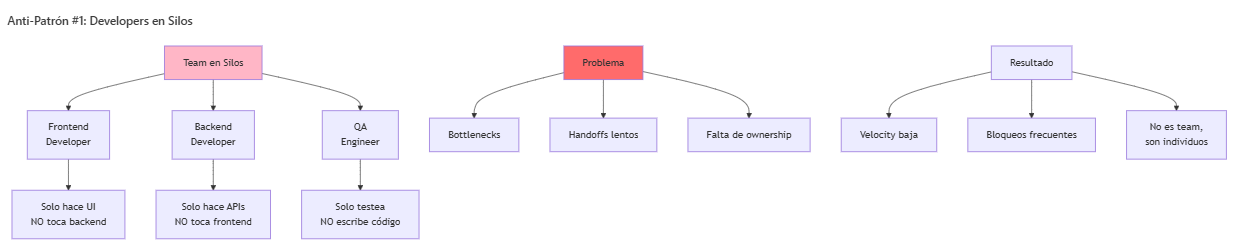 Anti-Patrón #1: Developers en Silos
Team en Silos
Frontend
Developer
Backend
Developer
QA
Engineer
Solo hace UI
NO toca backend
Solo hace APIs
NO toca frontend
Solo testea
NO escribe código
Problema
Bottlenecks
Handoffs lentos
Falta de ownership
Resultado
Velocity baja
Bloqueos frecuentes
No es team,
son individuos